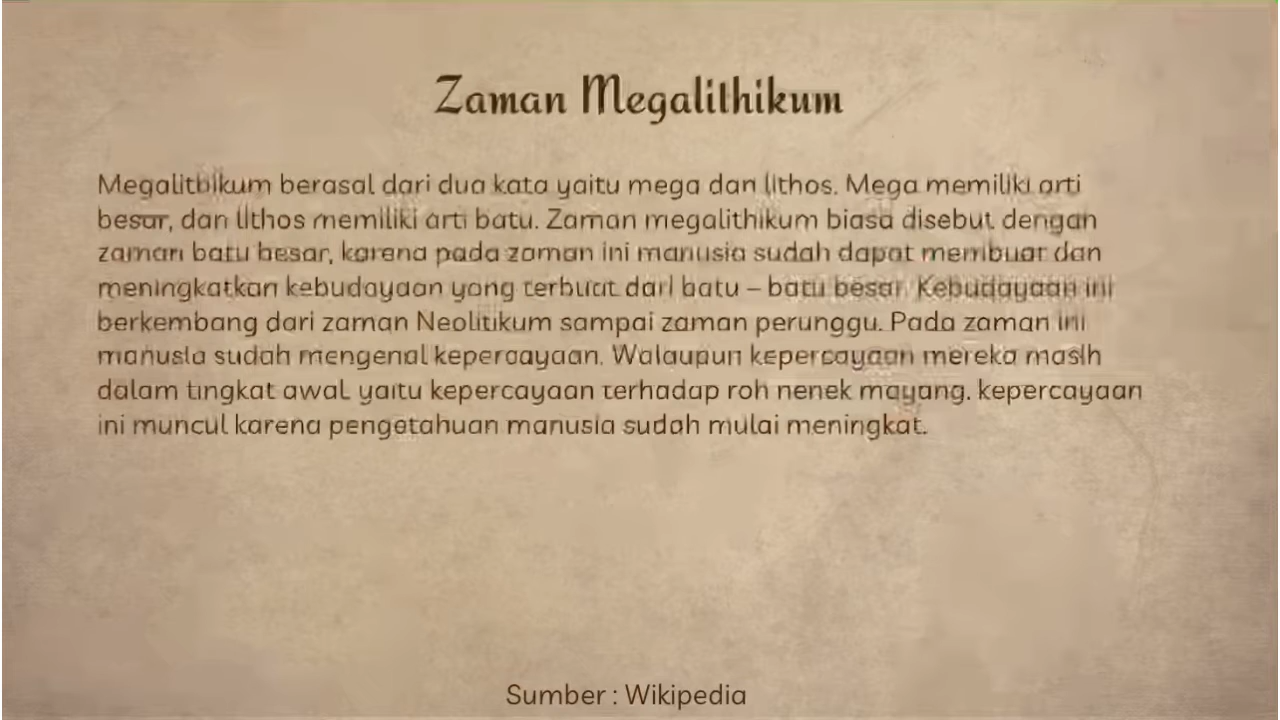 Zaman Megalithikum
Megalithikum berasal dari dua kata yaitu mega dan lithos. Mega memiliki arti
besar, dan lithos memiliki arti batu. Zaman megalithikum biasa disebut dengan
zaman batu besar, karena pada zaman ini manusia sudah dapat membuat dan
meningkatkan kebudayaan yang terbuat dari batu – batu besar. Kebudayaan ini
berkembang dari zaman Neolitikum sampai zaman perunggu. Pada zaman ini
manusia sudah mengenal kepercayaan. Walaupun kepercayaan mereka masih
dalam tingkat awal yaitu kepercayaan terhadap roh nenek moyang. kepercayaan
ini muncul karena pengetahuan manusia sudah mulai meningkat.
Sumber : Wikipedia